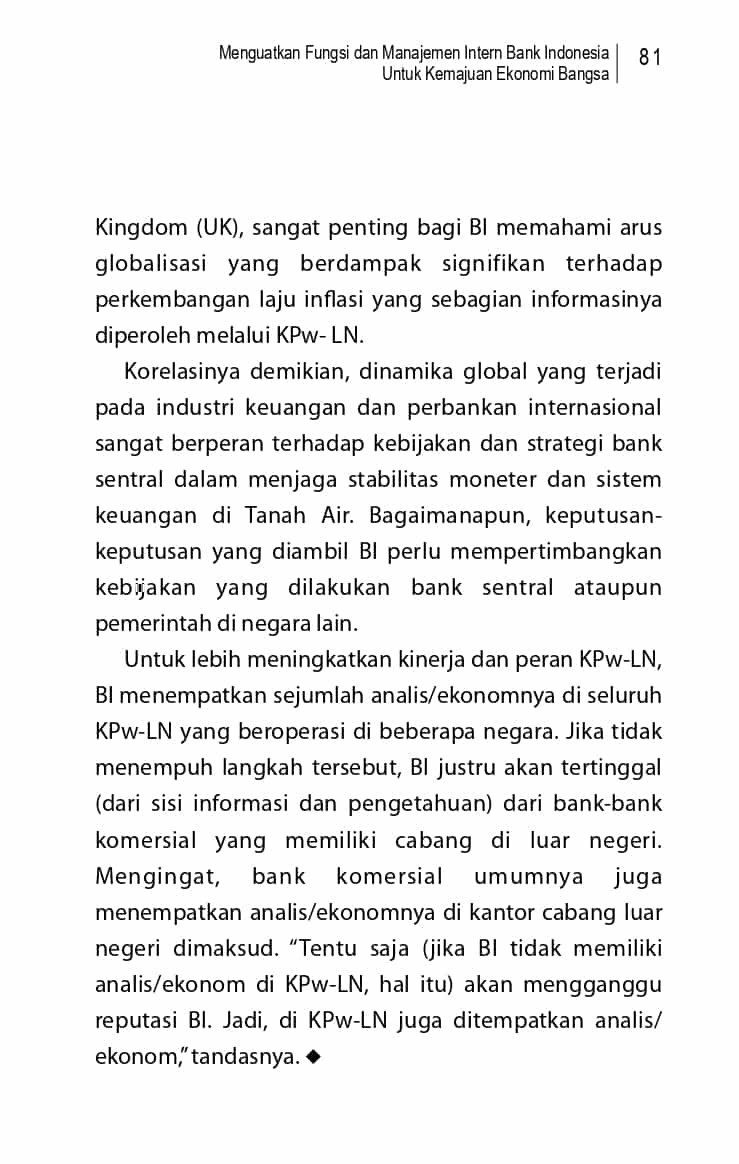 Menguatkan Fungsi dan Manajemen Intern Bank Indonesia
Untuk Kemajuan Ekonomi Bangsa
81
Kingdom (UK), sangat penting bagi BI memahami arus
globalisasi yang berdampak signifikan terhadap
perkembangan laju inflasi yang sebagian informasinya
diperoleh melalui KPw- LN.
Korelasinya demikian, dinamika global yang terjadi
pada industri keuangan dan perbankan internasional
sangat berperan terhadap kebijakan dan strategi bank
sentral dalam menjaga stabilitas moneter dan sistem
keuangan di Tanah Air. Bagaimanapun, keputusan-
keputusan yang diambil BI perlu mempertimbangkan
kebijakan yang dilakukan bank sentral ataupun
pemerintah di negara lain.
Untuk lebih meningkatkan kinerja dan peran KPw-LN,
BI menempatkan sejumlah analis/ekonomnya di seluruh
KPw-LN yang beroperasi di beberapa negara. Jika tidak
menempuh langkah tersebut, BI justru akan tertinggal
(dari sisi informasi dan pengetahuan) dari bank-bank
komersial yang memiliki cabang di luar negeri.
Mengingat, bank komersial umumnya juga
menempatkan analis/ekonomnya di kantor cabang luar
negeri dimaksud. “Tentu saja (jika BI tidak memiliki
analis/ekonom di KPw-LN, hal itu) akan mengganggu
reputasi BI. Jadi, di KPw-LN juga ditempatkan analis/
ekonom,” tandasnya. ◆